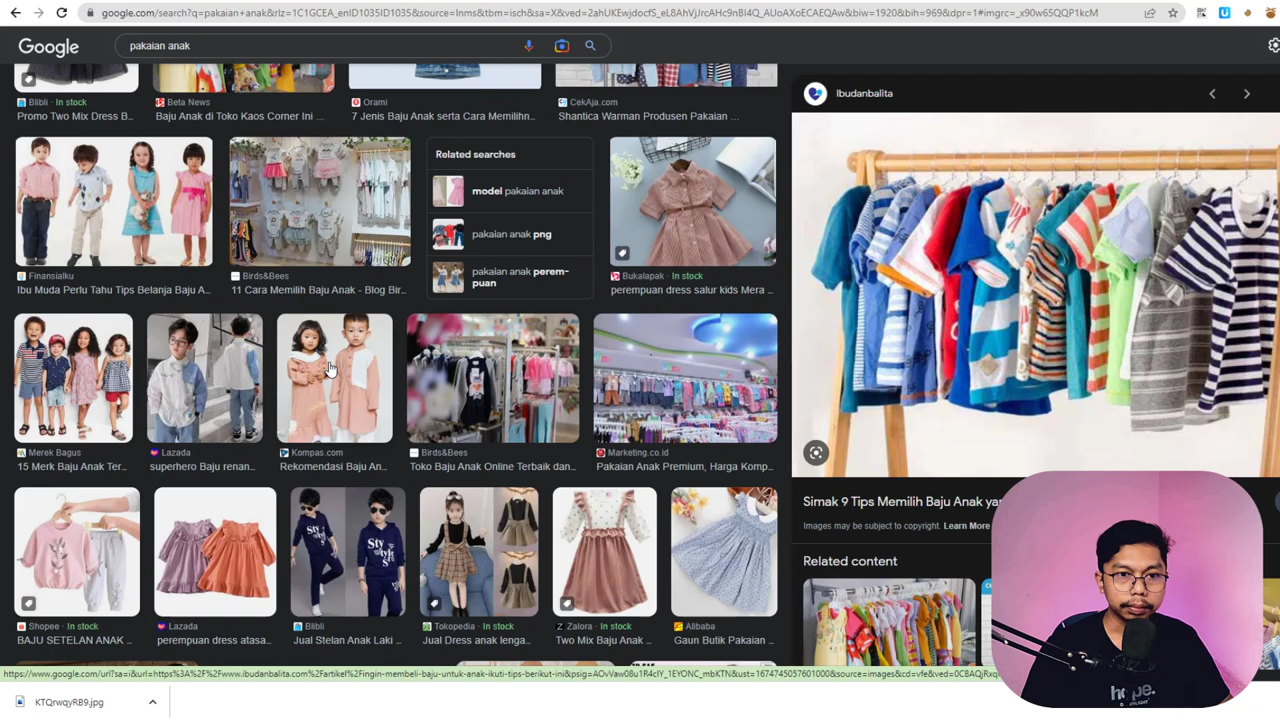 google.com/search?q=pakaian+anak&rlz=1C1GCEA_enID1035ID1035&source=lnms&tbm=isch&sa=X&ved=2ahUKEwjdocfS_eL8AhVjJrcAHc9nBI4Q_AUoAXoECAEQAw&biw=1920&bih=969&dpr=1#imgrc=_x90w65QQP1kcM
Google
pakaian anak
Blibli · In stock
Promo Two Mix Dress B...
Beta News
Baju Anak di Toko Kaos Corner Ini ...
Orami
7 Jenis Baju Anak serta Cara Memilihn...
CekAja.com
Shantica Warman Produsen Pakaian ...
Ibudanbalita
Related searches
model pakaian anak
pakaian anak png
pakaian anak perem-
puan
Finansialku
Ibu Muda Perlu Tahu Tips Belanja Baju A...
Birds&Bees
11 Cara Memilih Baju Anak - Blog Bir...
Bukalapak · In stock
perempuan dress salur kids Mera ...
Merek Bagus
15 Merk Baju Anak Ter...
Lazada
superhero Baju renan...
Kompas.com
Rekomendasi Baju An...
Birds&Bees
Toko Baju Anak Online Terbaik dan...
Marketing.co.id
Pakaian Anak Premium, Harga Komp...
Simak 9 Tips Memilih Baju Anak yan
Images may be subject to copyright. Learn More
Related content
Shopee · In stock
BAJU SETELAN ANAK ...
Lazada
perempuan dress atasa...
Blibli
Jual Stelan Anak Laki ...
Tokopedia · In stock
Jual Dress anak lenga...
Zalora · In stock
Two Mix Baju Anak ...
Alibaba
Gaun Butik Pakaian ...
KTQrwqyRB9.jpg
hope.